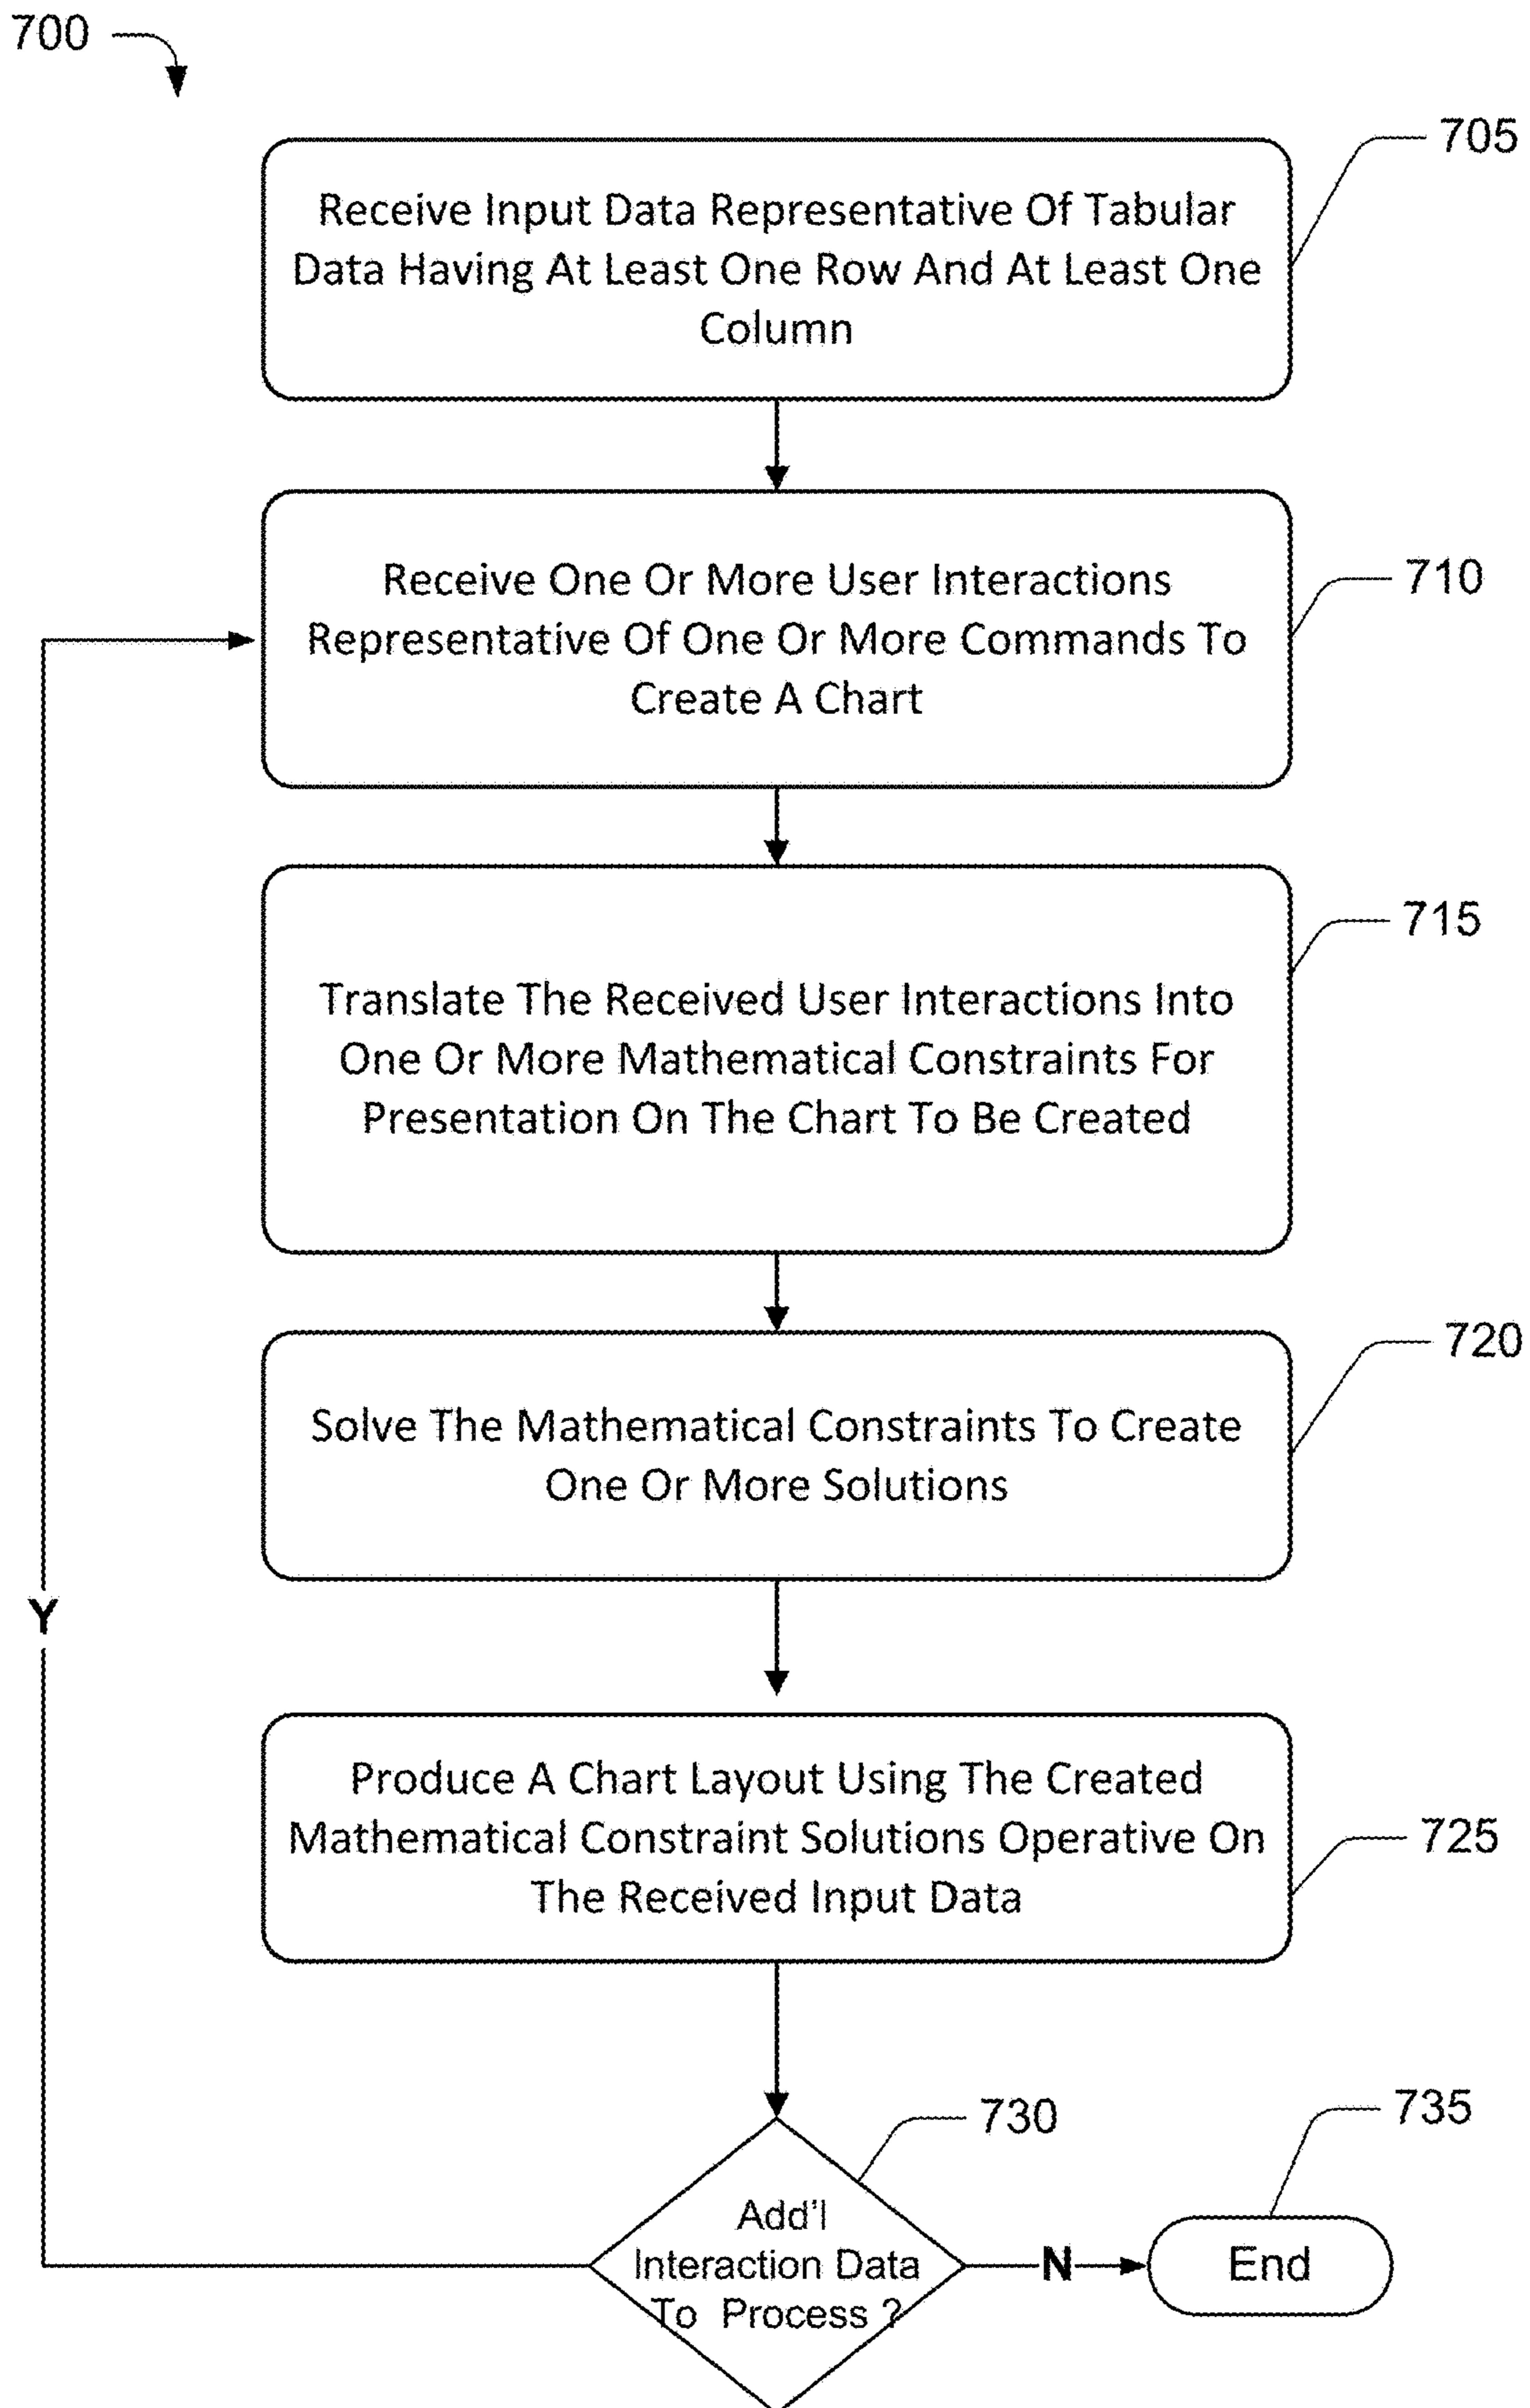 700
705
Receive Input Data Representative Of Tabular
Data Having At Least One Row And At Least One
Column
710
Receive One Or More User Interactions
Representative Of One Or More Commands To
Create A Chart
715
Translate The Received User Interactions Into
One Or More Mathematical Constraints For
Presentation On The Chart To Be Created
720
Solve The Mathematical Constraints To Create
One Or More Solutions
Y
Produce A Chart Layout Using The Created
Mathematical Constraint Solutions Operative On
The Received Input Data
725
730
735
Add'l
Interaction Data
To Process ?
N
End